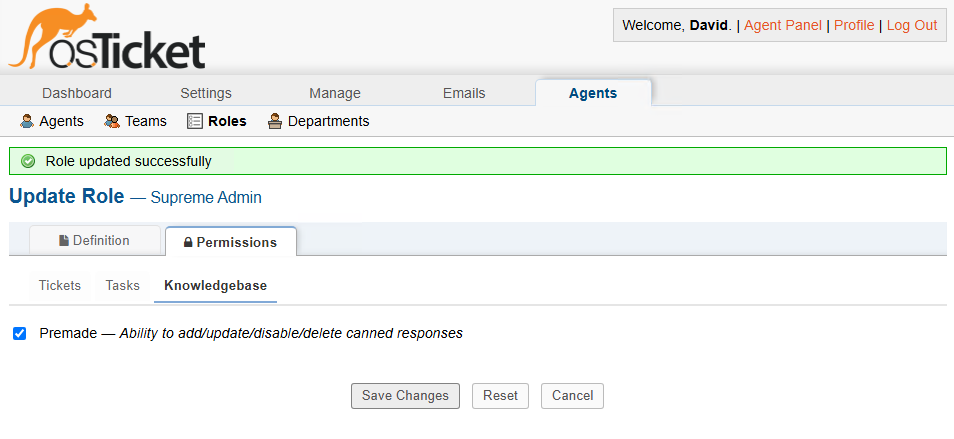 osTicket
Welcome, David. | Agent Panel | Profile | Log Out
Dashboard Settings Manage Emails Agents
Agents Teams Roles Departments
Role updated successfully
Update Role — Supreme Admin
Definition Permissions
Tickets Tasks Knowledgebase
Premade — Ability to add/update/disable/delete canned responses
Save Changes Reset Cancel